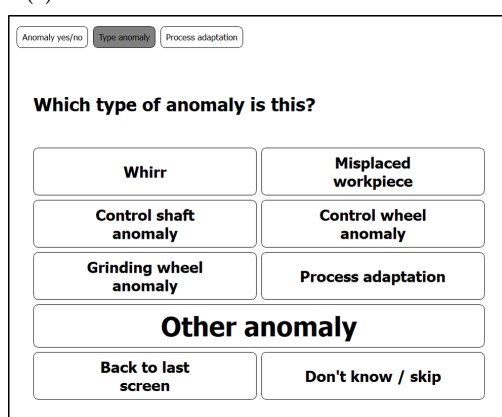 Anomaly yes/no Type anomaly Process adaptation
Which type of anomaly is this?
Whirr
Misplaced
workpiece
Control shaft
anomaly
Control wheel
anomaly
Grinding wheel
anomaly
Process adaptation
Other anomaly
Back to last
screen
Don't know / skip